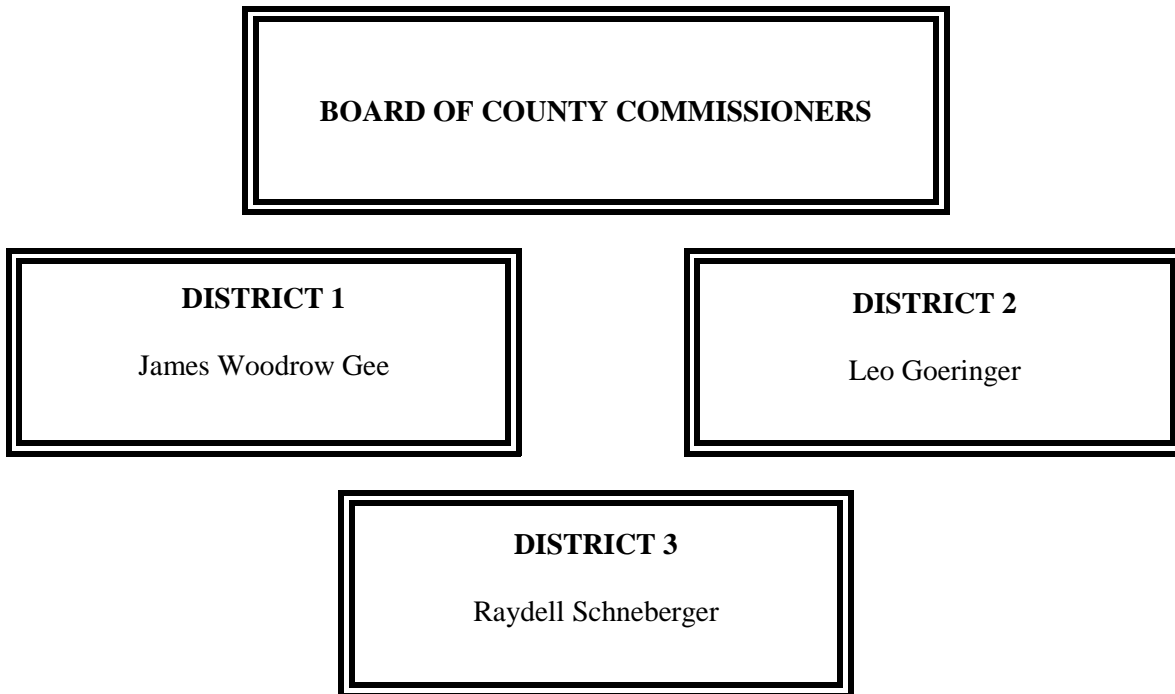 BOARD OF COUNTY COMMISSIONERS
DISTRICT 1
James Woodrow Gee
DISTRICT 2
Leo Goeringer
DISTRICT 3
Raydell Schneberger